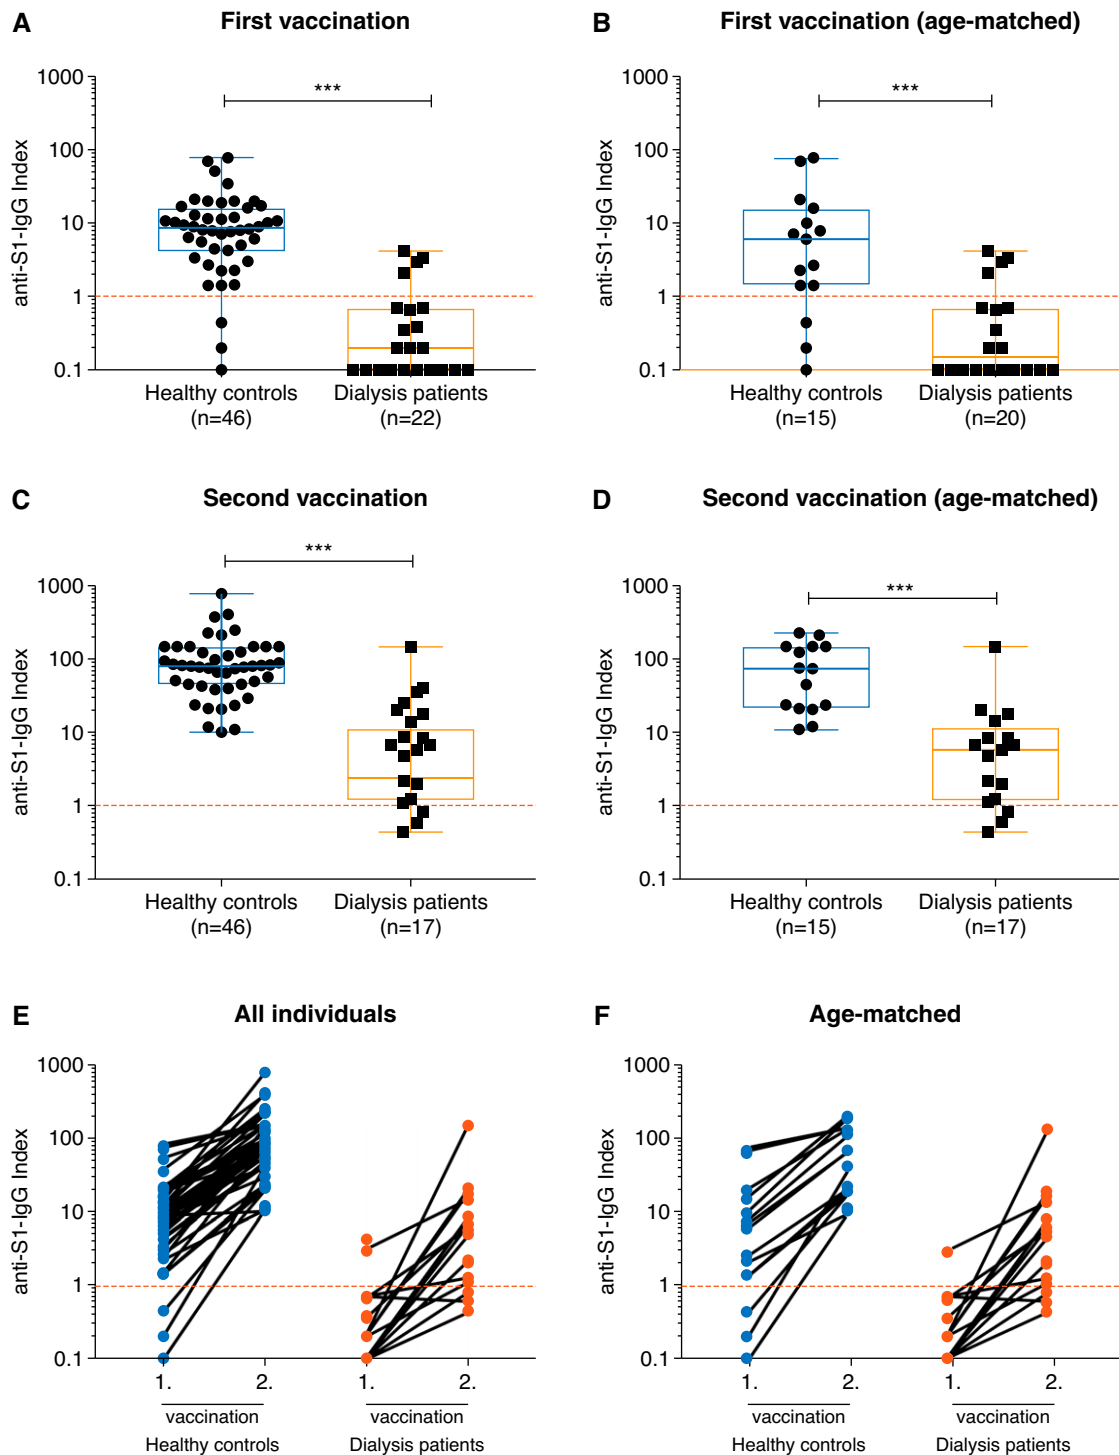 A First vaccination
1000
100
10
1
0.1
anti-S1-IgG Index
***
Healthy controls
(n=46)
Dialysis patients
(n=22)
B First vaccination (age-matched)
1000
100
10
1
0.1
anti-S1-IgG Index
***
Healthy controls
(n=15)
Dialysis patients
(n=20)
C Second vaccination
1000
100
10
1
0.1
anti-S1-IgG Index
***
Healthy controls
(n=46)
Dialysis patients
(n=17)
D Second vaccination (age-matched)
1000
100
10
1
0.1
anti-S1-IgG Index
***
Healthy controls
(n=15)
Dialysis patients
(n=17)
E All individuals
1000
100
10
1
0.1
anti-S1-IgG Index
1. 2. 1. 2.
vaccination vaccination
Healthy controls Dialysis patients
F Age-matched
1000
100
10
1
0.1
anti-S1-IgG Index
1. 2. 1. 2.
vaccination vaccination
Healthy controls Dialysis patients